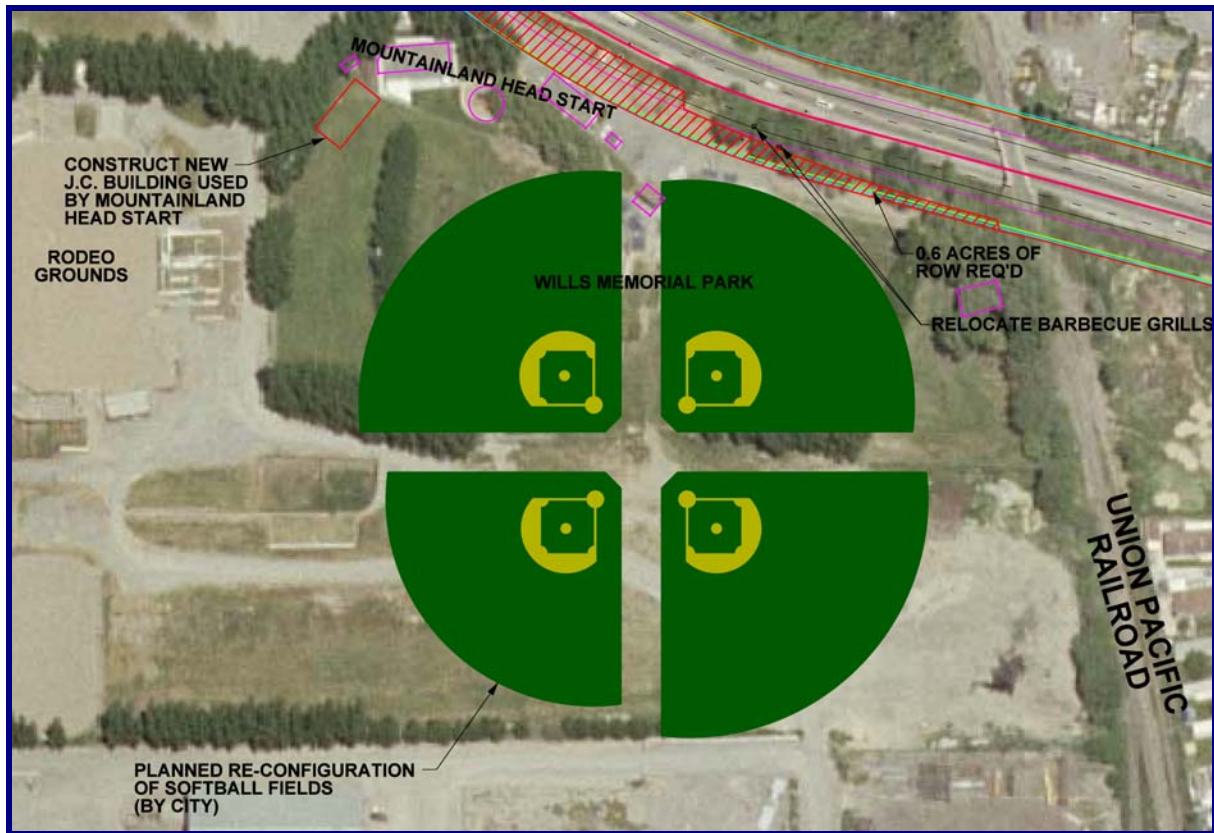 MOUNTAINLAND HEAD START
CONSTRUCT NEW
J.C. BUILDING USED
BY MOUNTAINLAND
HEAD START
RODEO
GROUNDS
WILLS MEMORIAL PARK
0.6 ACRES OF
ROW REQ'D
RELOCATE BARBECUE GRILLS
UNION PACIFIC
RAILROAD
PLANNED RE-CONFIGURATION
OF SOFTBALL FIELDS
(BY CITY)